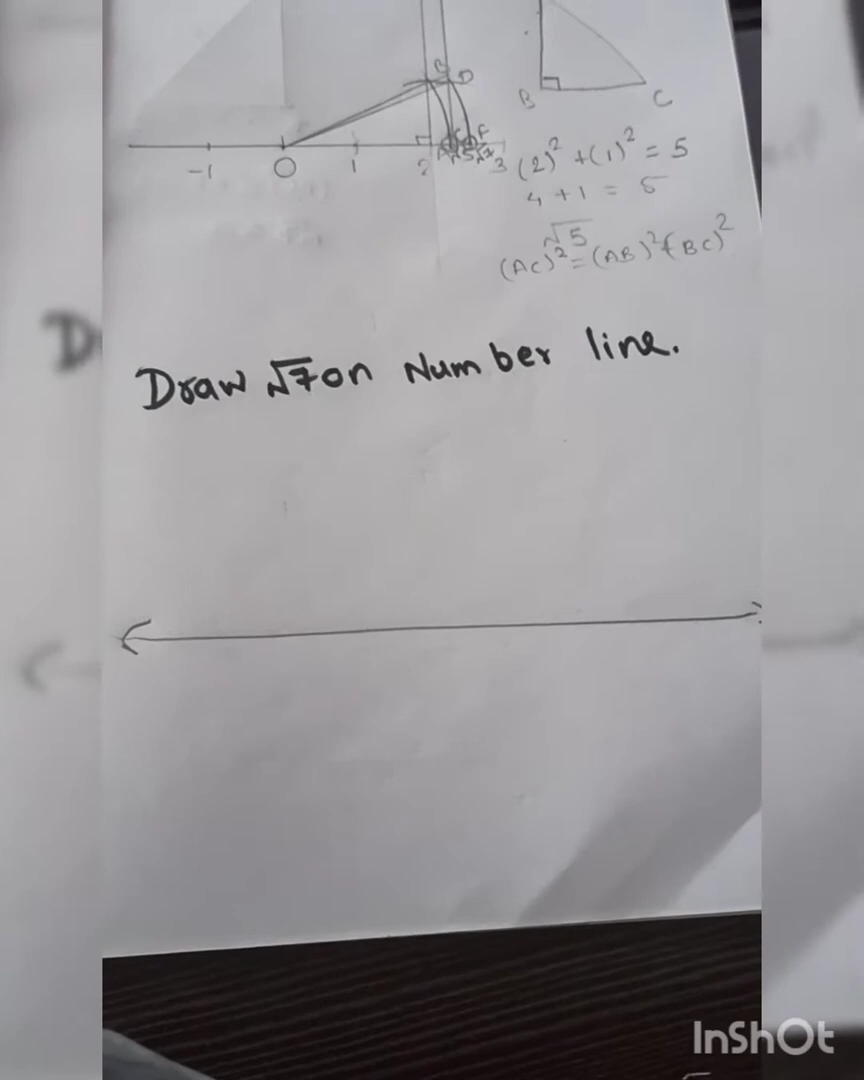 B D
B C
-1 O 1 2 3
(2)² + (1)² = 5
4 + 1 = 5
√5
(AC)² = (AB)² + (BC)²
Draw √7 on Number line.
InShOt